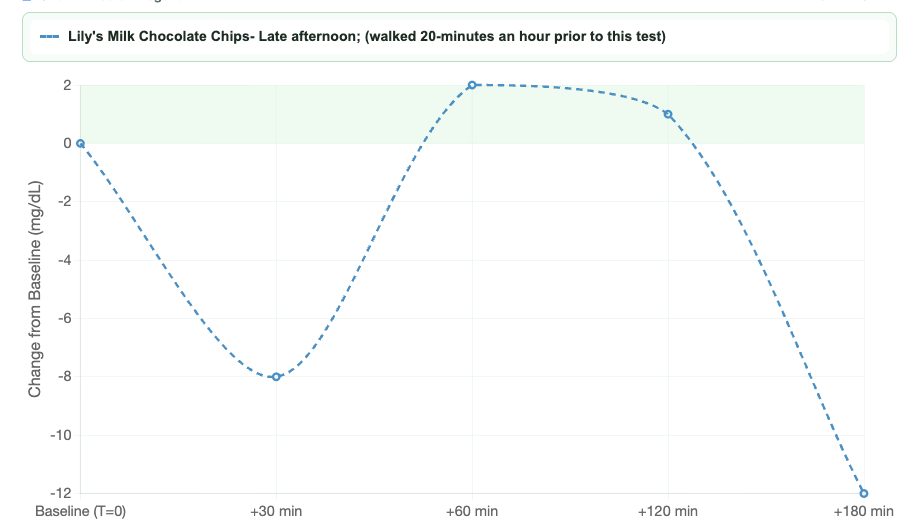 Lily's Milk Chocolate Chips- Late afternoon; (walked 20-minutes an hour prior to this test)
2
0
-2
-4
-6
-8
-10
-12
Change from Baseline (mg/dL)
Baseline (T=0) +30 min +60 min +120 min +180 min